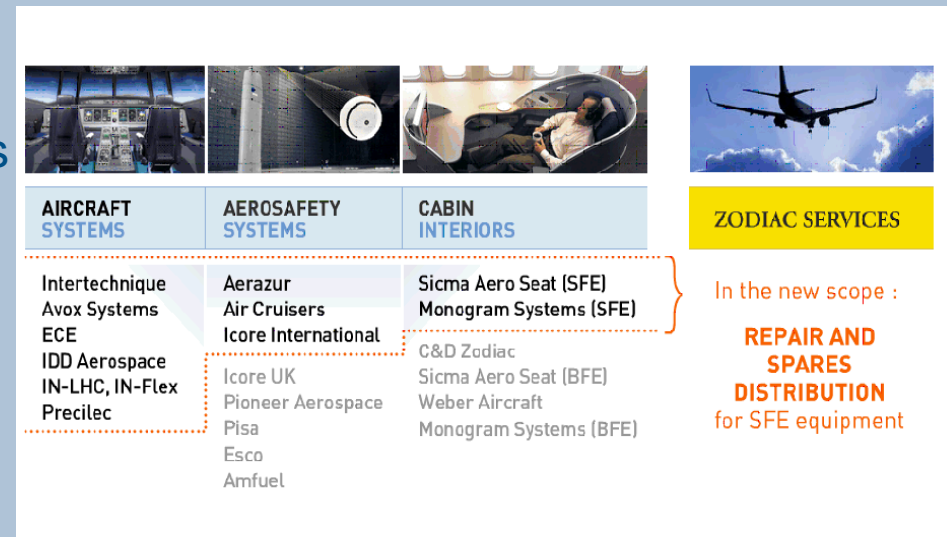 S
AIRCRAFT
SYSTEMS
AEROSAFETY
SYSTEMS
CABIN
INTERIORS
ZODIAC SERVICES
Intertechnique
Avox Systems
ECE
IDD Aerospace
IN-LHC, IN-Flex
Precilec
Aerazur
Air Cruisers
Icore International
Icore UK
Pioneer Aerospace
Pisa
Esco
Amfuel
Sicma Aero Seat (SFE)
Monogram Systems (SFE)
C&D Zodiac
Sicma Aero Seat (BFE)
Weber Aircraft
Monogram Systems (BFE)
In the new scope :
REPAIR AND
SPARES
DISTRIBUTION
for SFE equipment